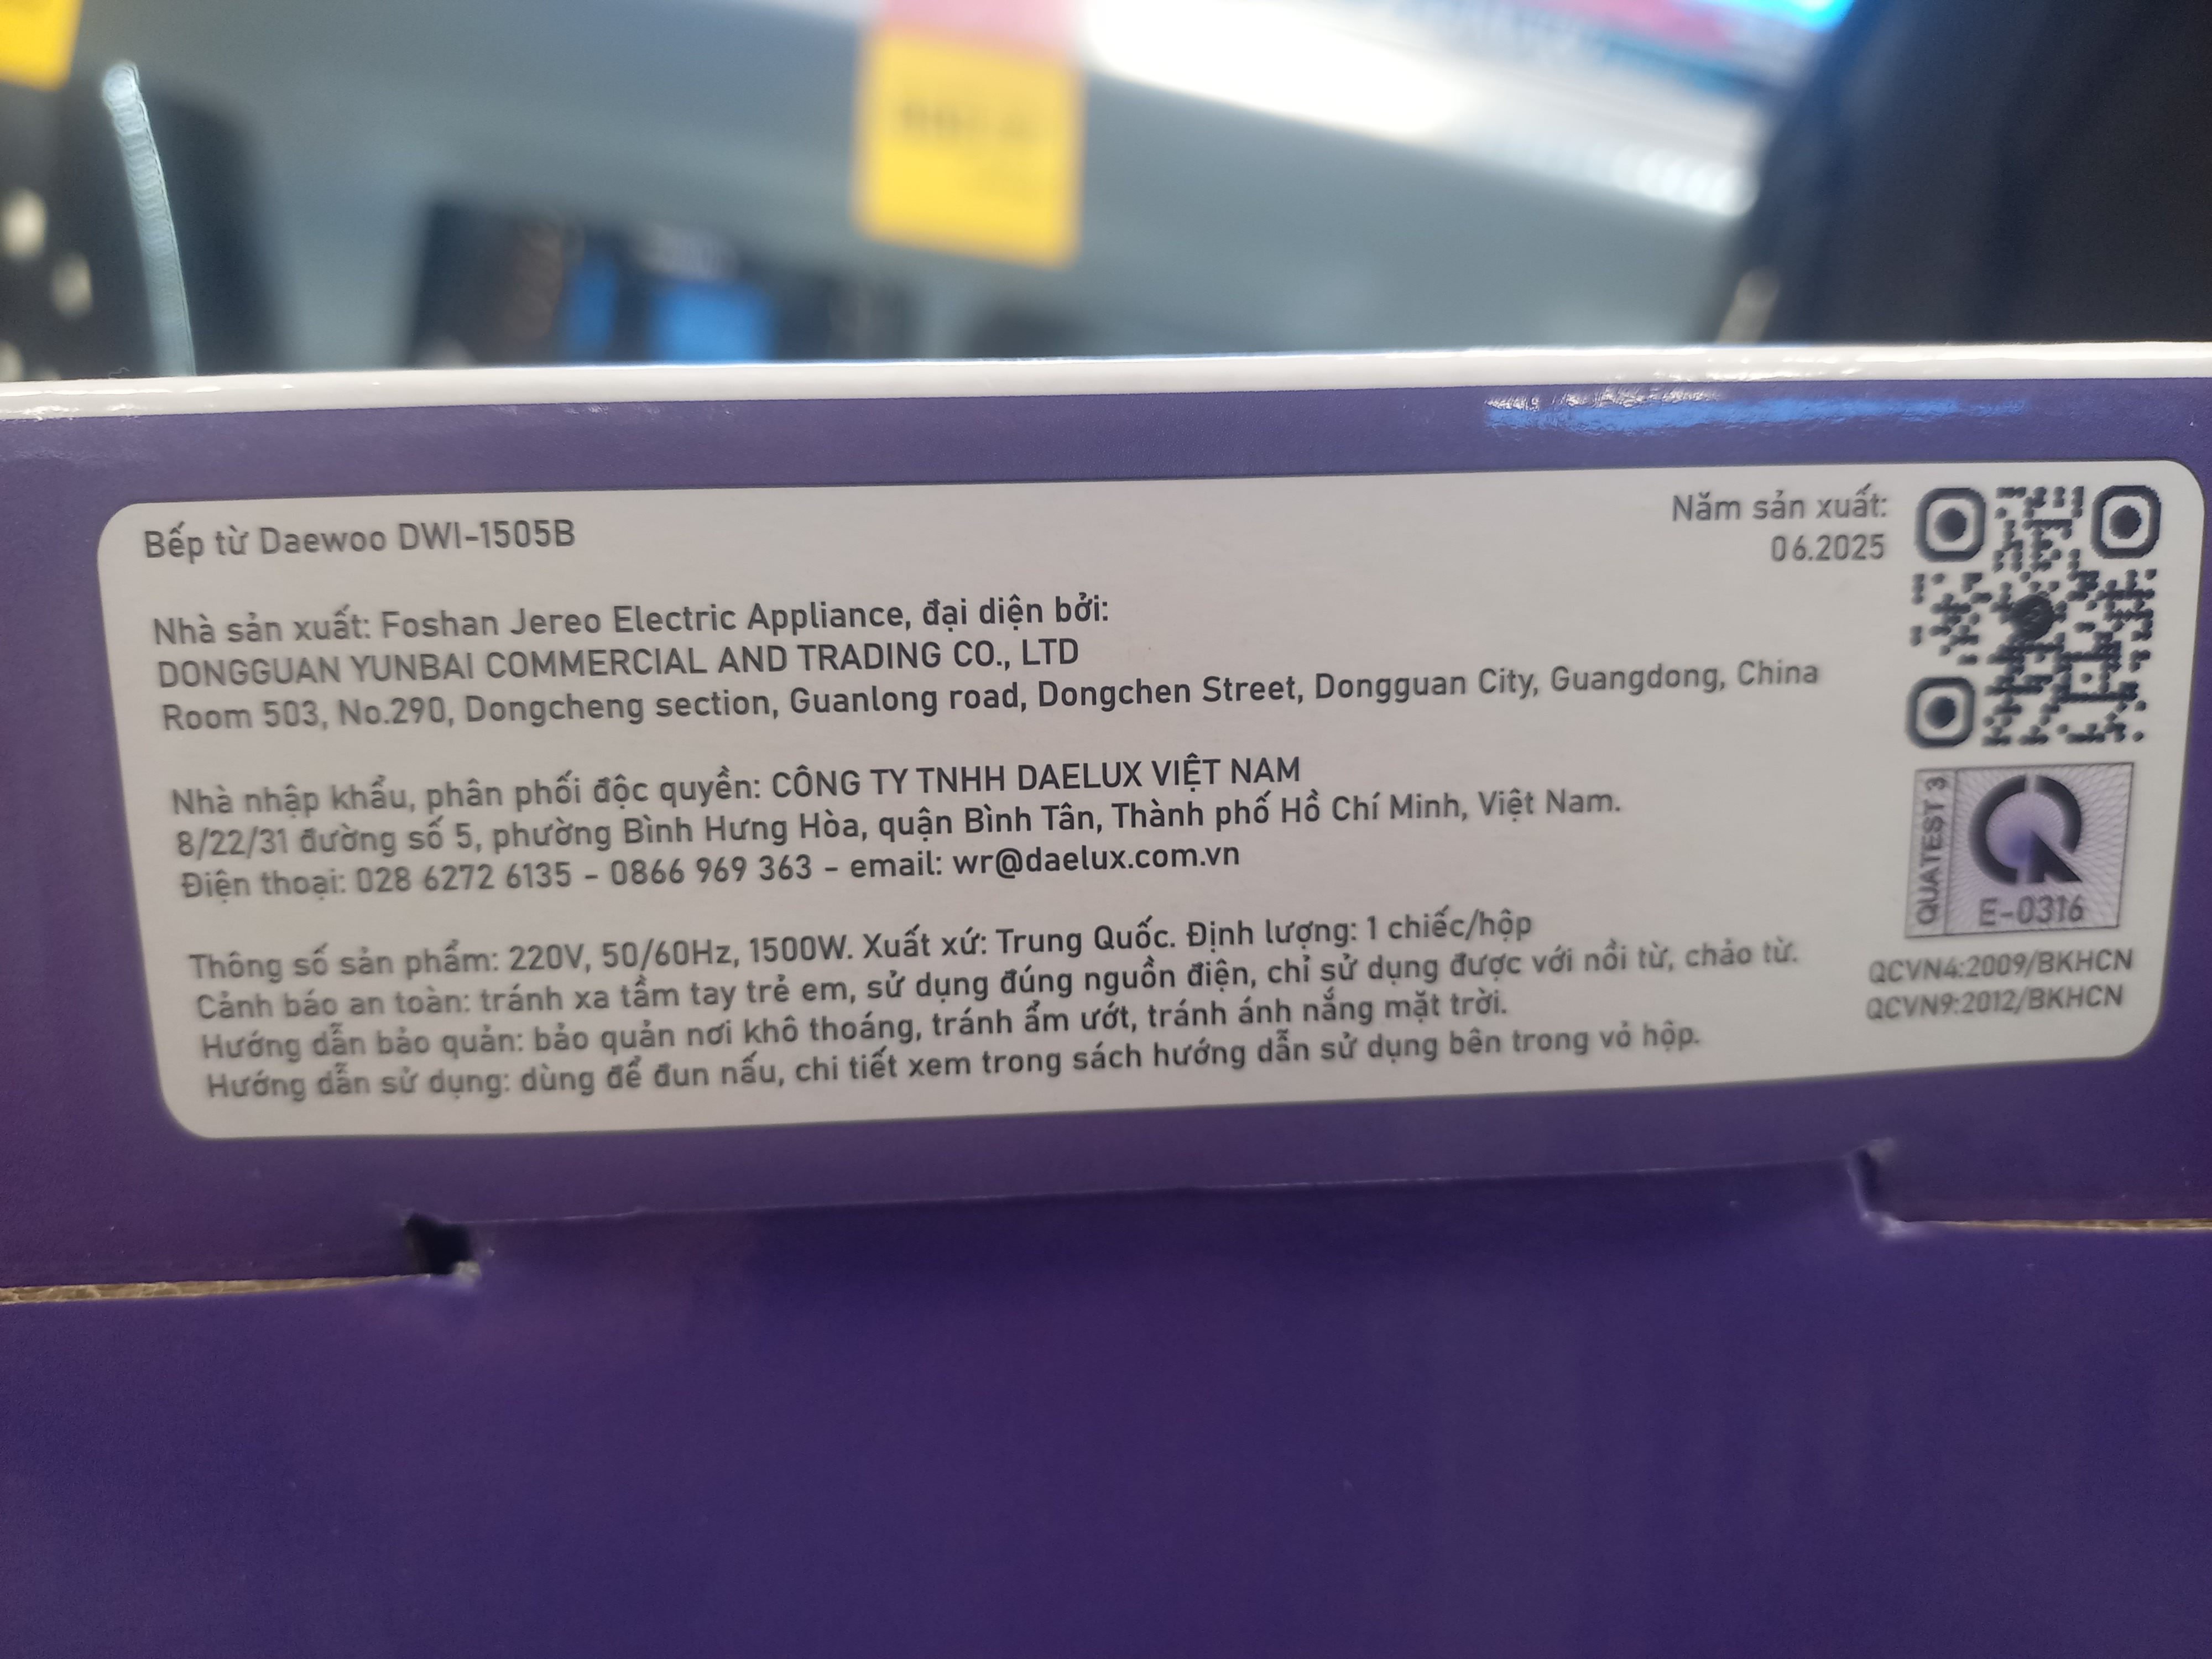 Bếp từ Daewoo DWI-1505B
Năm sản xuất:
06.2025
Nhà sản xuất: Foshan Jereo Electric Appliance, đại diện bởi:
DONGGUAN YUNBAI COMMERCIAL AND TRADING CO., LTD
Room 503, No.290, Dongcheng section, Guanlong road, Dongchen Street, Dongguan City, Guangdong, China
Nhà nhập khẩu, phân phối độc quyền: CÔNG TY TNHH DAELUX VIỆT NAM
8/22/31 đường số 5, phường Bình Hưng Hòa, quận Bình Tân, Thành phố Hồ Chí Minh, Việt Nam.
Điện thoại: 028 6272 6135 - 0866 969 363 - email: wr@daelux.com.vn
Thông số sản phẩm: 220V, 50/60Hz, 1500W. Xuất xứ: Trung Quốc. Định lượng: 1 chiếc/hộp
Cảnh báo an toàn: tránh xa tầm tay trẻ em, sử dụng đúng nguồn điện, chỉ sử dụng được với nồi từ, chảo từ.
Hướng dẫn bảo quản: bảo quản nơi khô thoáng, tránh ẩm ướt, tránh ánh nắng mặt trời.
Hướng dẫn sử dụng: dùng để đun nấu, chi tiết xem trong sách hướng dẫn sử dụng bên trong vỏ hộp.
QUATEST 3
E-0316
QCVN4:2009/BKHCN
QCVN9:2012/BKHCN